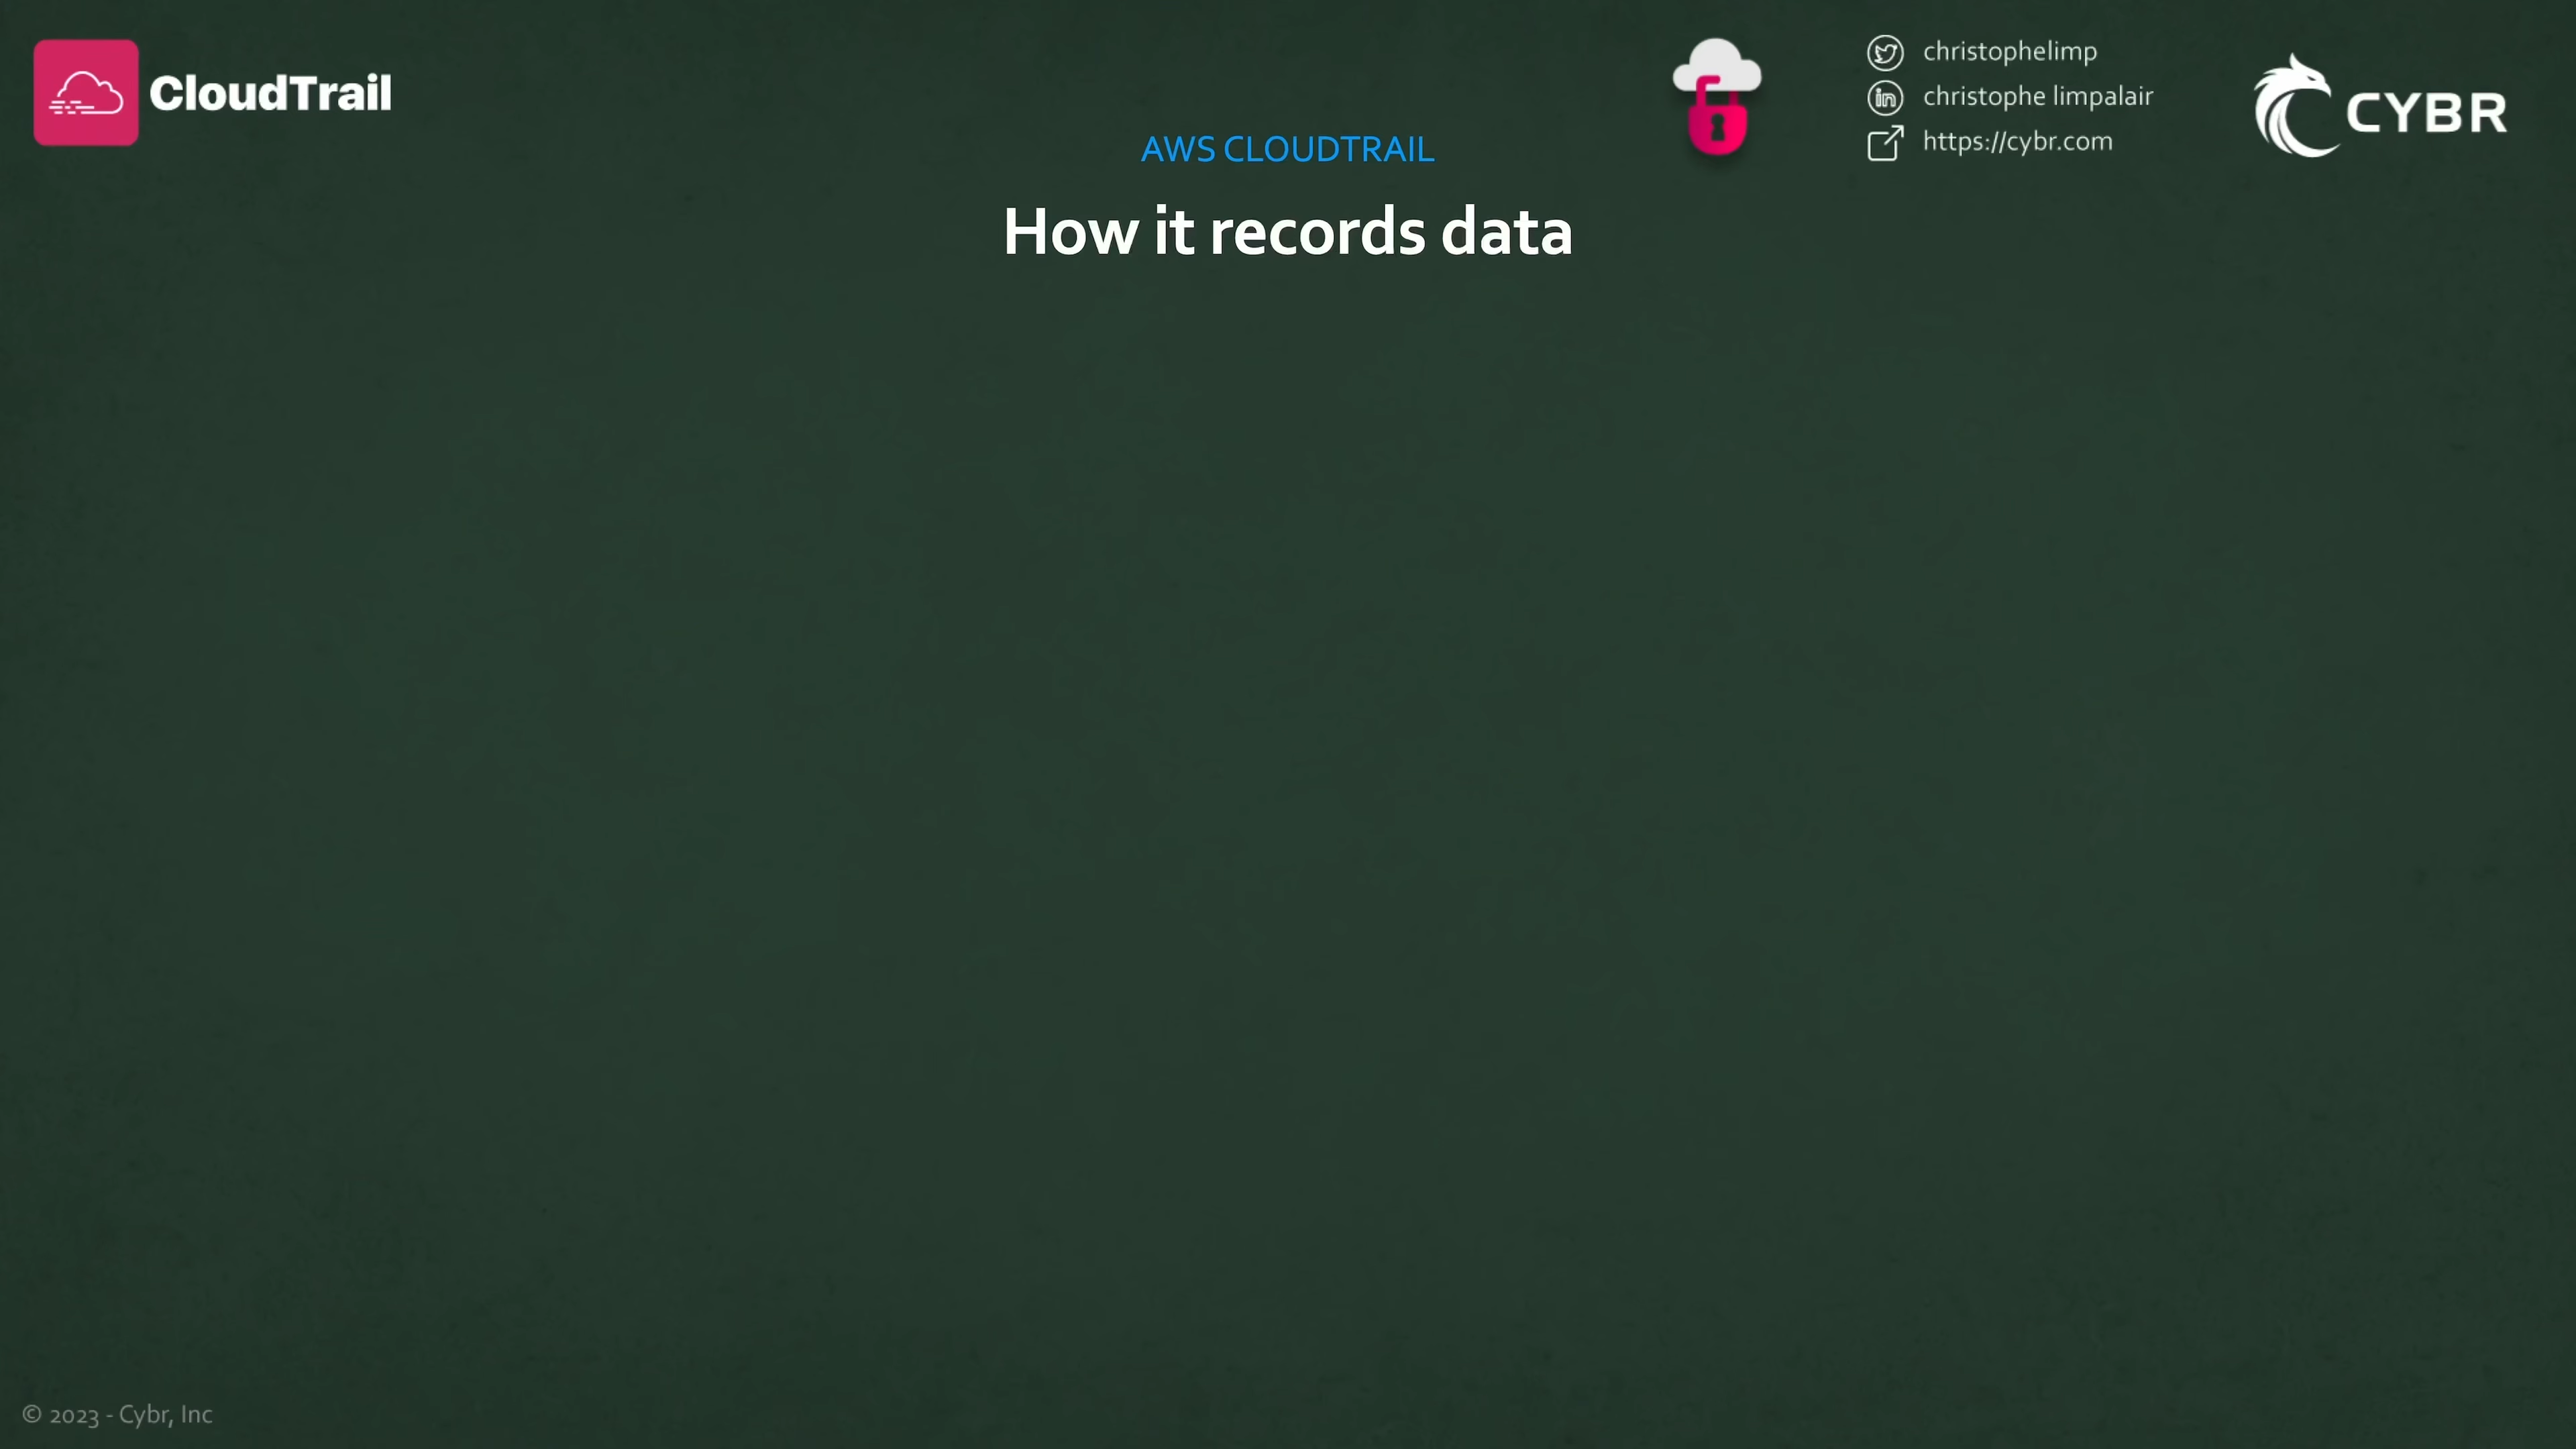 CloudTrail
christophelimp
christophe limpalair
https://cybr.com
CYBR
AWS CLOUDTRAIL
How it records data
© 2023 - Cybr, Inc